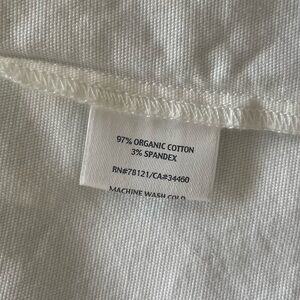 97% ORGANIC COTTON
3% SPANDEX
RN#78121/CA#34460
MACHINE WASH COLD